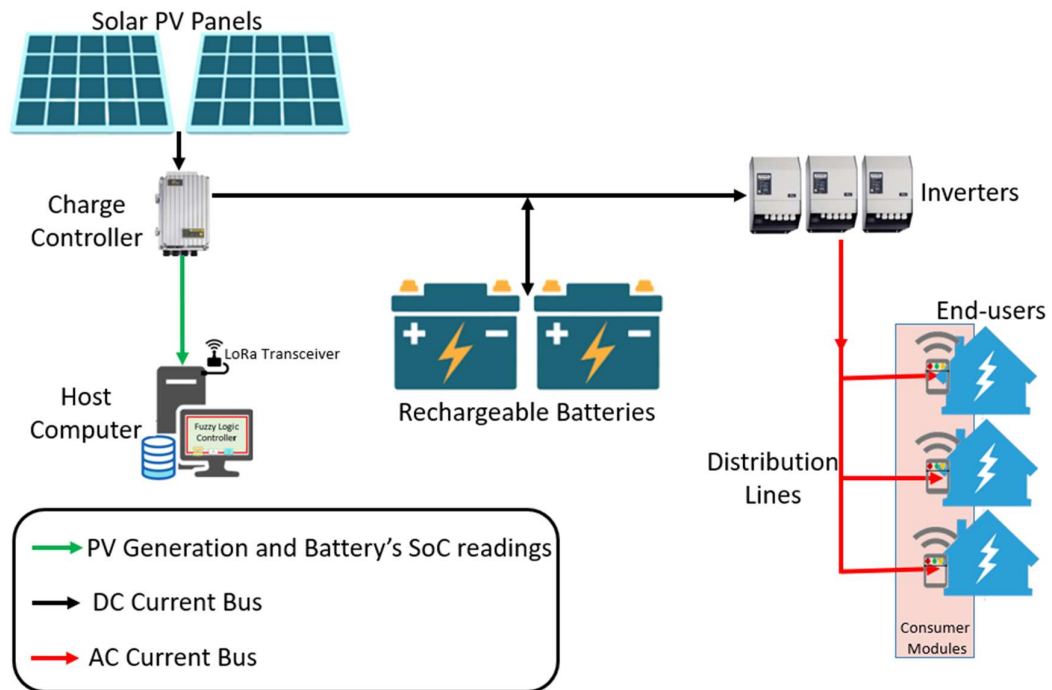 Solar PV Panels
Charge
Controller
Inverters
End-users
LoRa Transceiver
Host
Computer
Fuzzy Logic
Controller
Rechargeable Batteries
Distribution
Lines
PV Generation and Battery's SoC readings
DC Current Bus
AC Current Bus
Consumer
Modules